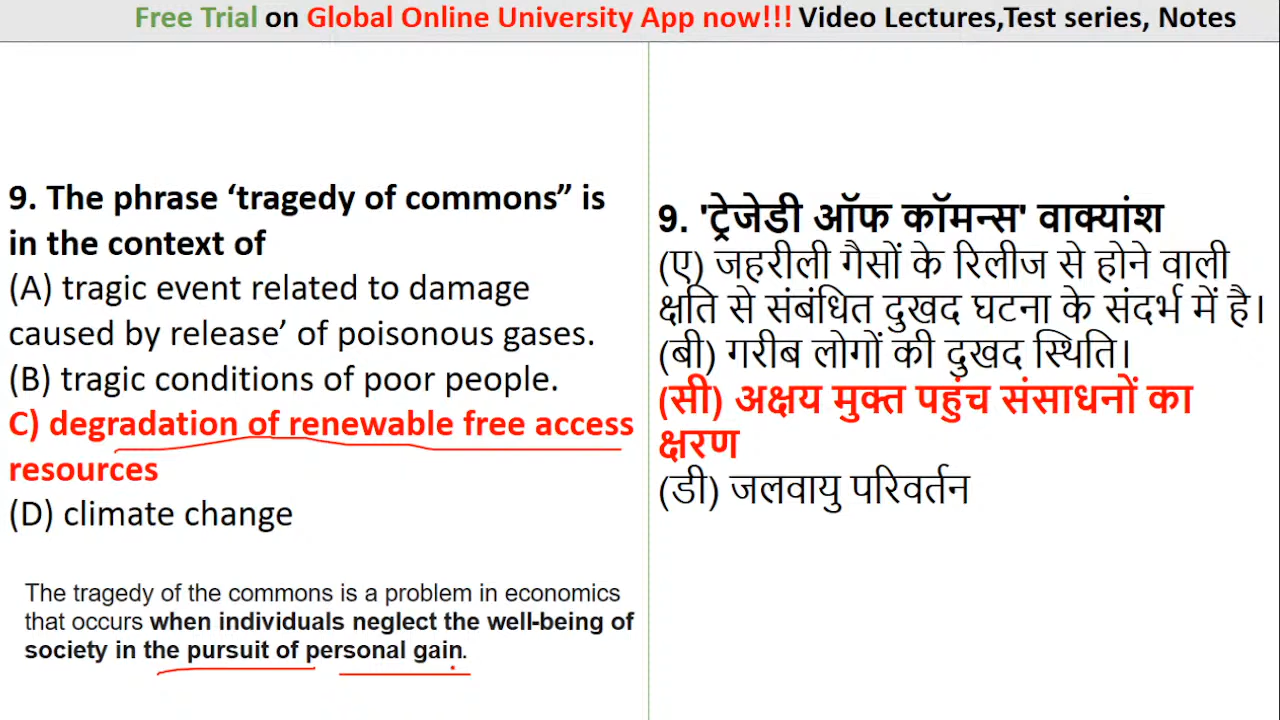 Free Trial on Global Online University App now!!! Video Lectures,Test series, Notes
9. The phrase ‘tragedy of commons” is
in the context of
(A) tragic event related to damage
caused by release’ of poisonous gases.
(B) tragic conditions of poor people.
C) degradation of renewable free access
resources
(D) climate change
The tragedy of the commons is a problem in economics
that occurs when individuals neglect the well-being of
society in the pursuit of personal gain.
9. 'ट्रेजेडी ऑफ कॉमन्स' वाक्यांश
(ए) जहरीली गैसों के रिलीज से होने वाली
क्षति से संबंधित दुखद घटना के संदर्भ में है।
(बी) गरीब लोगों की दुखद स्थिति।
(सी) अक्षय मुक्त पहुंच संसाधनों का
क्षरण
(डी) जलवायु परिवर्तन